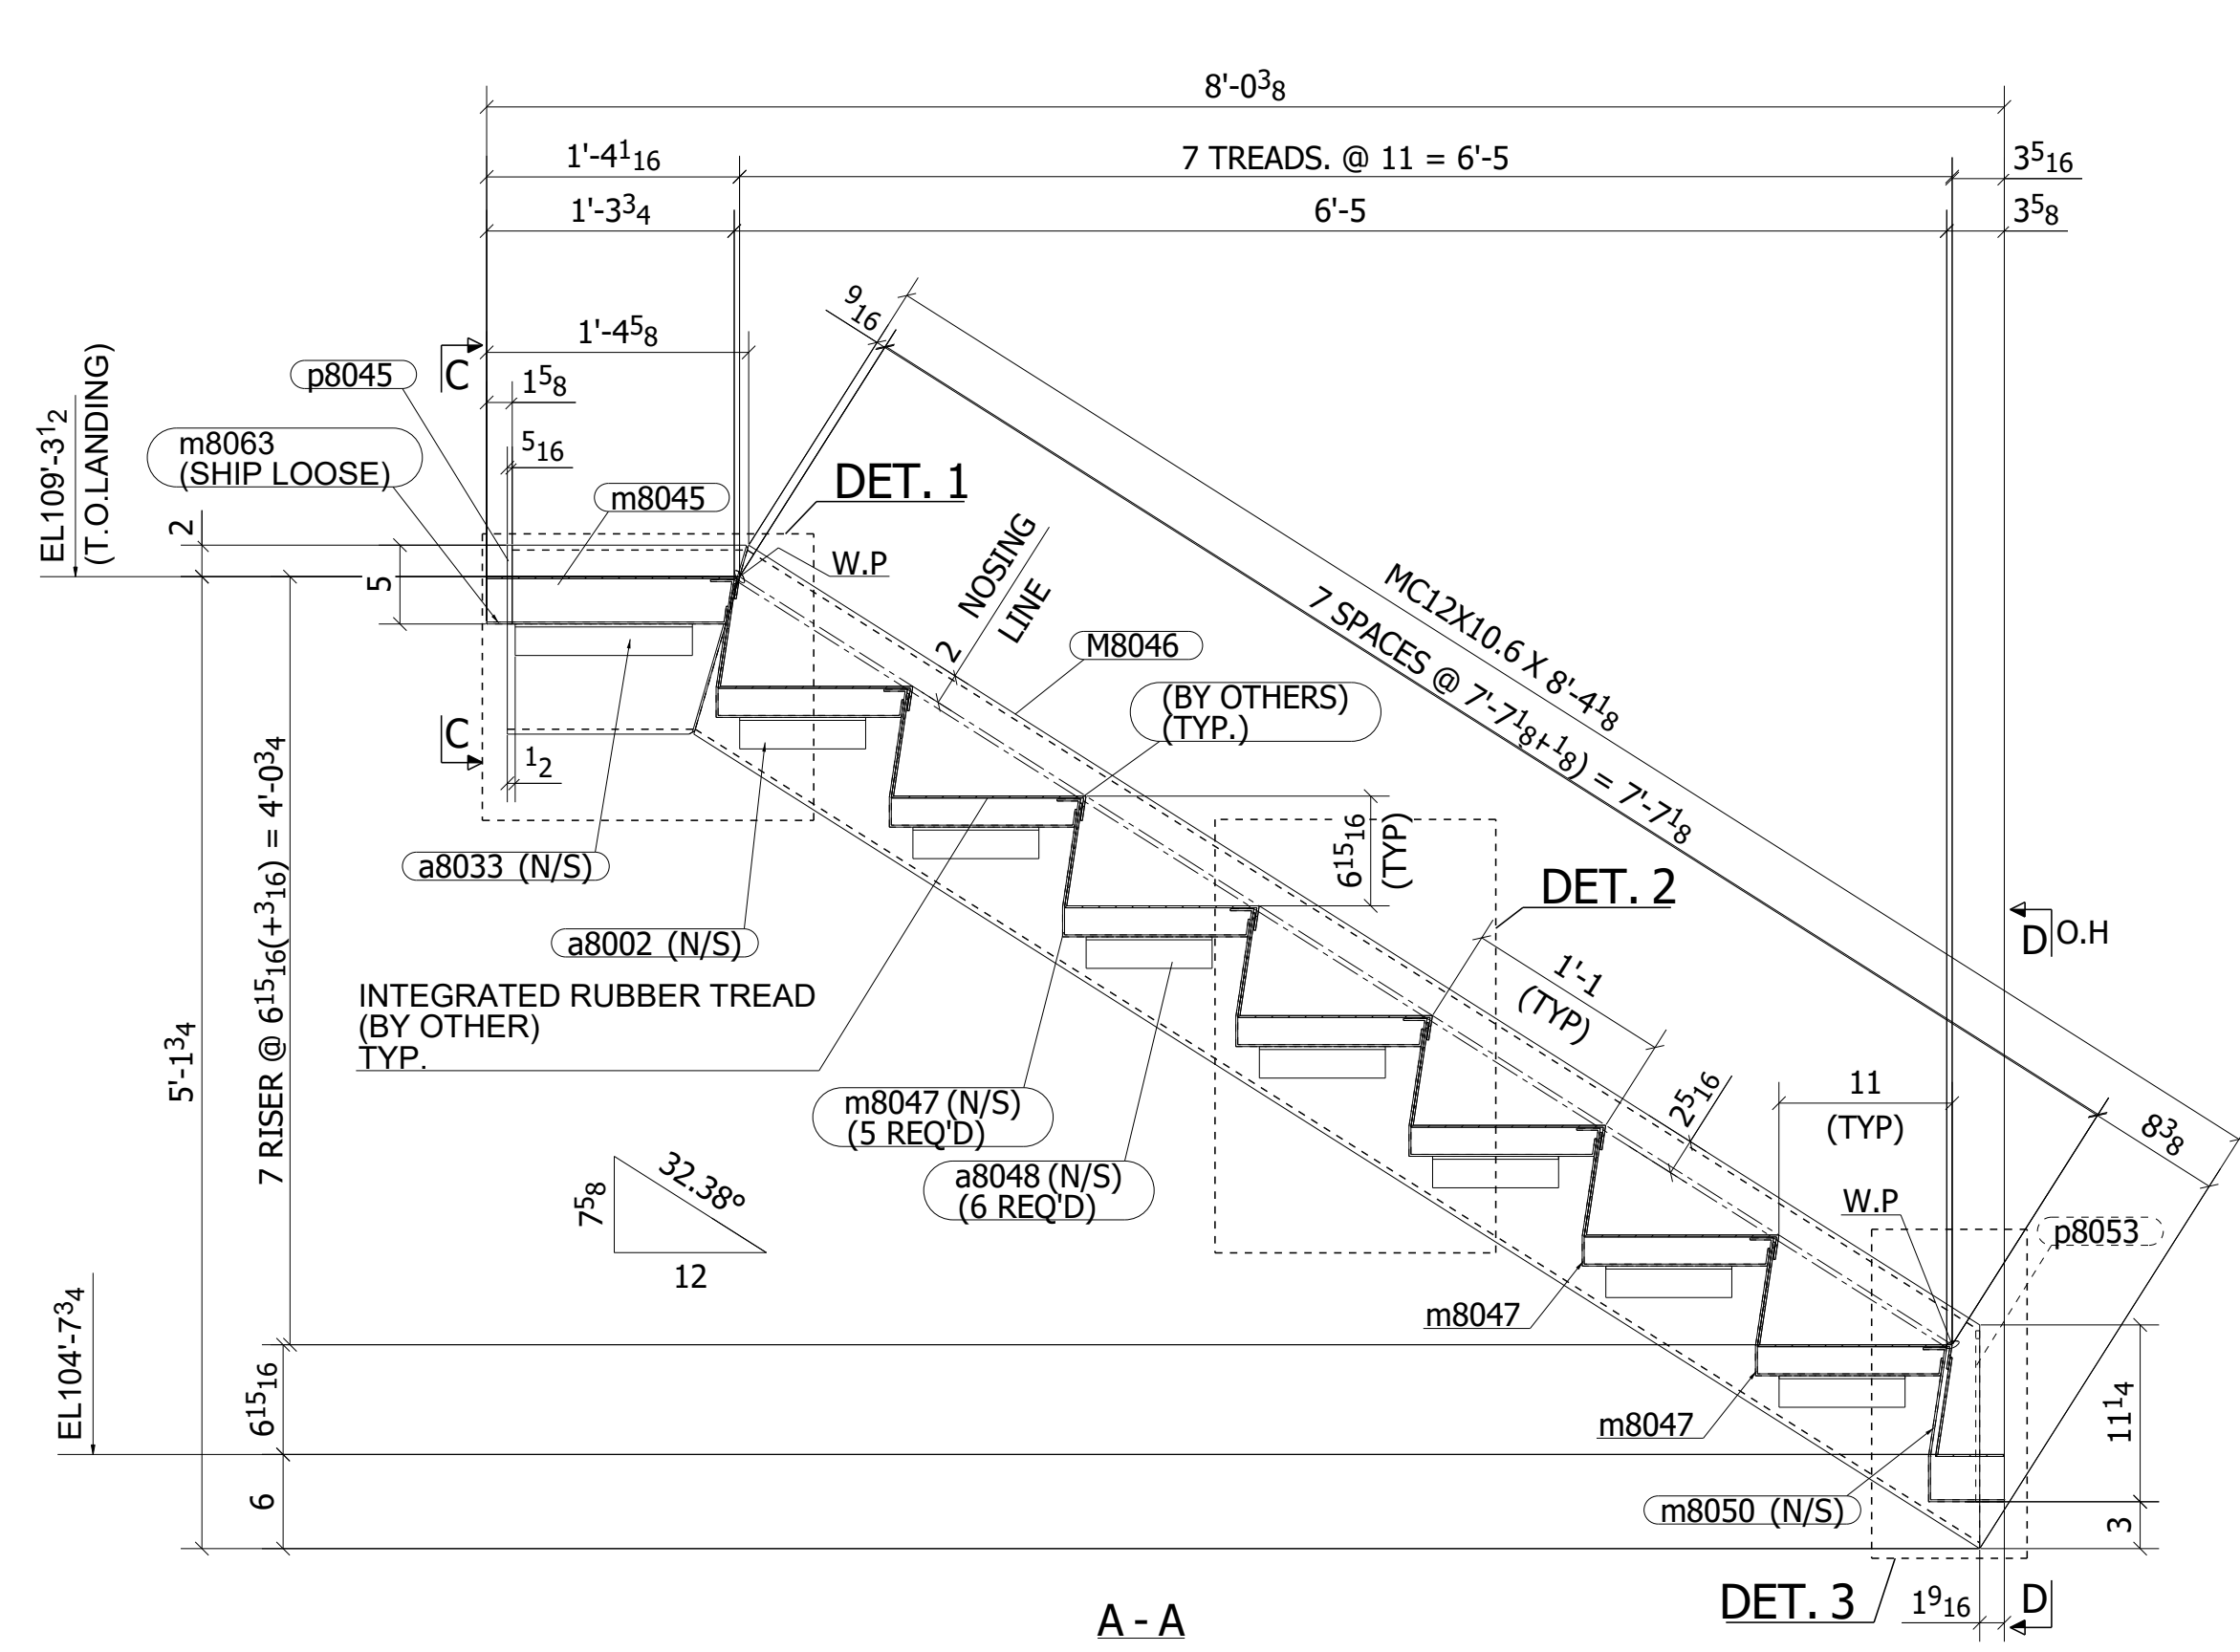 8'-0 3/8
1'-4 1/16
7 TREADS. @ 11 = 6'-5
3 5/16
1'-3 3/4
6'-5
3 5/8
9/16
1'-4 5/8
C
p8045
1 5/8
EL109'-3 1/2
(T.O.LANDING)
m8063
(SHIP LOOSE)
5/16
m8045
DET. 1
2
5
W.P
2
NOSING
LINE
M8046
MC12X10.6 X 8'-4 1/8
7 SPACES @ 7'-7 1/8+1/8) = 7'-7 1/8
(BY OTHERS)
(TYP.)
C
1/2
6 15/16
(TYP)
a8033 (N/S)
DET. 2
a8002 (N/S)
D
O.H
7 RISER @ 6 15/16(+3/16) = 4'-0 3/4
5'-1 3/4
INTEGRATED RUBBER TREAD
(BY OTHER)
TYP.
1'-1
(TYP)
m8047 (N/S)
(5 REQ'D)
2 5/16
11
(TYP)
8 3/8
a8048 (N/S)
(6 REQ'D)
7 5/8
32.38°
12
W.P
p8053
EL104'-7 3/4
m8047
6 15/16
m8047
11 1/4
6
m8050 (N/S)
3
DET. 3
1 9/16
D
A - A